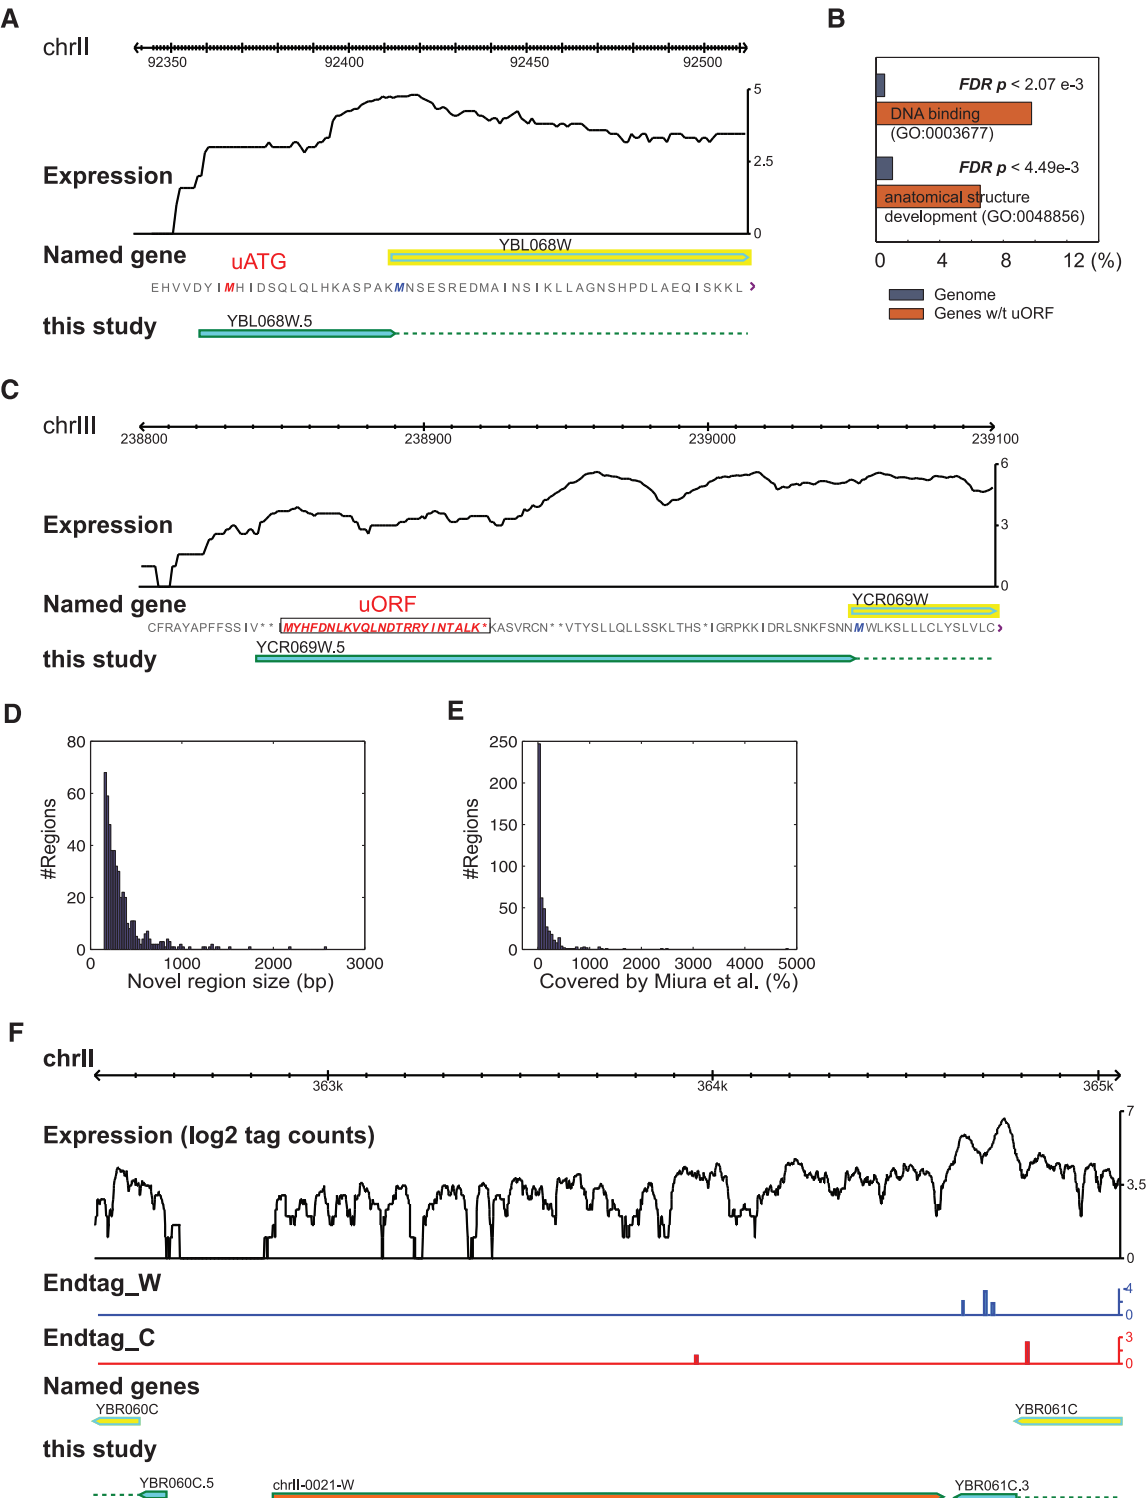 A
chrII
92350 92400 92450 92500
5
2.5
0
Expression
Named gene
YBL068W
uATG
EHVVDYIMHIDSQLQLHKASPAKMNSESREDMAINSIKLLAGNSHPDLAEQISKKL
this study
YBL068W.5
B
FDR p < 2.07 e-3
DNA binding
(GO:0003677)
FDR p < 4.49e-3
anatomical structure
development (GO:0048856)
0 4 8 12 (%)
Genome
Genes w/t uORF
C
chrIII
238800 238900 239000 239100
6
3
0
Expression
Named gene
uORF
YCR069W
CFRAYAPFFSSIV**IMYHFDNLKVQLNDTRRYINTALK*KASVRCN**VTYSLLQLLSSKLTHS*IGRPKKIDRLSNKFSNNMWLKSLLLCLYSLVLC
this study
YCR069W.5
D
80
60
40
20
0
#Regions
0 1000 2000 3000
Novel region size (bp)
E
250
200
150
100
50
0
#Regions
0 1000 2000 3000 4000 5000
Covered by Miura et al. (%)
F
chrII
363k 364k 365k
Expression (log2 tag counts)
7
3.5
0
Endtag_W
4
0
Endtag_C
3
0
Named genes
YBR060C
YBR061C
this study
YBR060C.5
chrII-0021-W
YBR061C.3